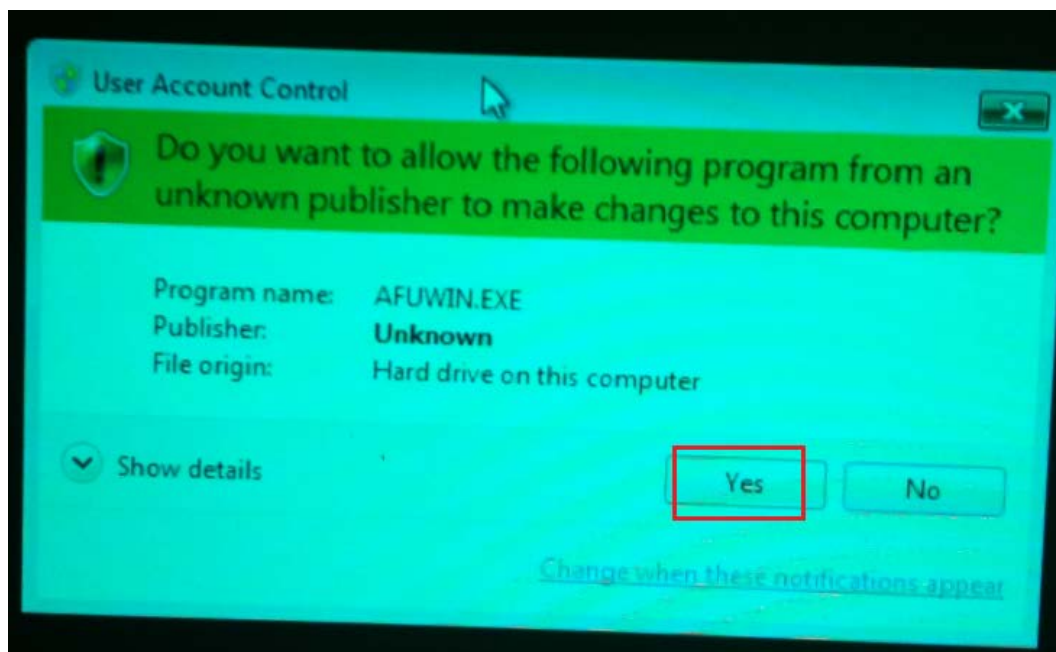 User Account Control
Do you want to allow the following program from an
unknown publisher to make changes to this computer?
Program name: AFUWIN.EXE
Publisher: Unknown
File origin: Hard drive on this computer
Show details
Yes No
Change when these notifications appear